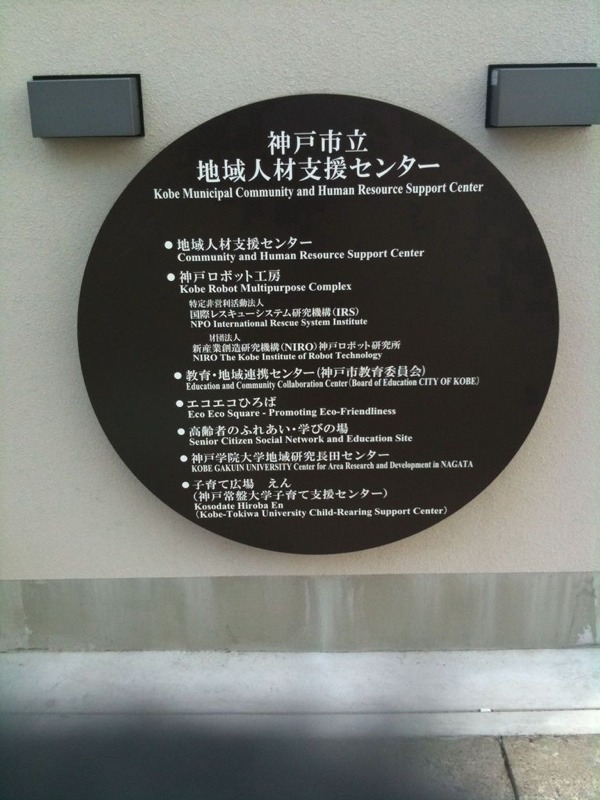 神戸市立
地域人材支援センター
Kobe Municipal Community and Human Resource Support Center
●地域人材支援センター
Community and Human Resource Support Center
●神戸ロボット工房
Kobe Robot Multipurpose Complex
特定非営利活動法人
国際レスキューシステム研究機構(IRS)
NPO International Rescue System Institute
財団法人
新産業創造研究機構(NIRO)神戸ロボット研究所
NIRO The Kobe Institute of Robot Technology
●教育・地域連携センター(神戸市教育委員会)
Education and Community Collaboration Center(Board of Education CITY OF KOBE)
●エコエコひろば
Eco Eco Square - Promoting Eco-Friendliness
●高齢者のふれあい・学びの場
Senior Citizen Social Network and Education Site
●神戸学院大学地域研究長田センター
KOBE GAKUIN UNIVERSITY Center for Area Research and Development in NAGATA
●子育て広場 えん
(神戸常盤大学子育て支援センター)
Kosodate Hiroba En
(Kobe-Tokiwa University Child-Rearing Support Center)